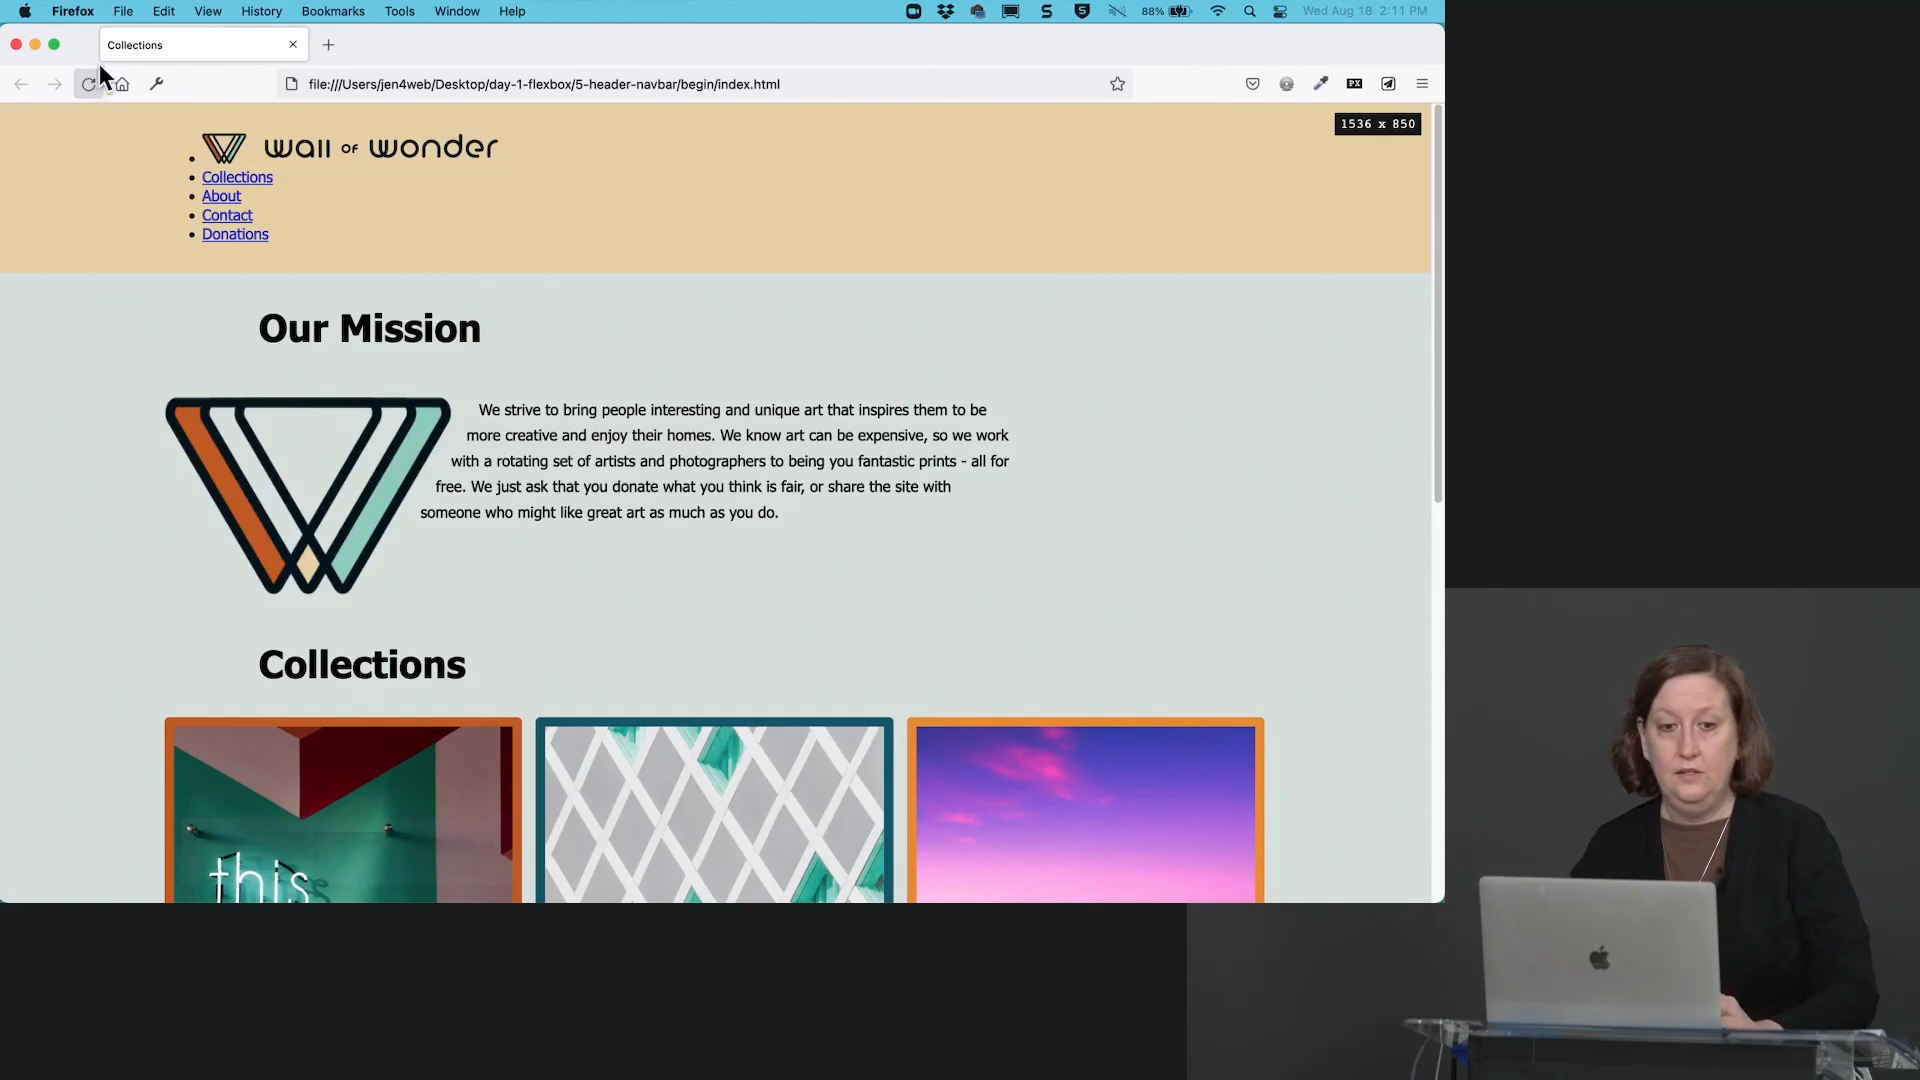 Firefox File Edit View History Bookmarks Tools Window Help 88% Wed Aug 18 2:11 PM
Collections
file:///Users/jen4web/Desktop/day-1-flexbox/5-header-navbar/begin/index.html
PX
1536 x 850
wall of wonder
Collections
About
Contact
Donations
Our Mission
We strive to bring people interesting and unique art that inspires them to be
more creative and enjoy their homes. We know art can be expensive, so we work
with a rotating set of artists and photographers to being you fantastic prints - all for
free. We just ask that you donate what you think is fair, or share the site with
someone who might like great art as much as you do.
Collections
this